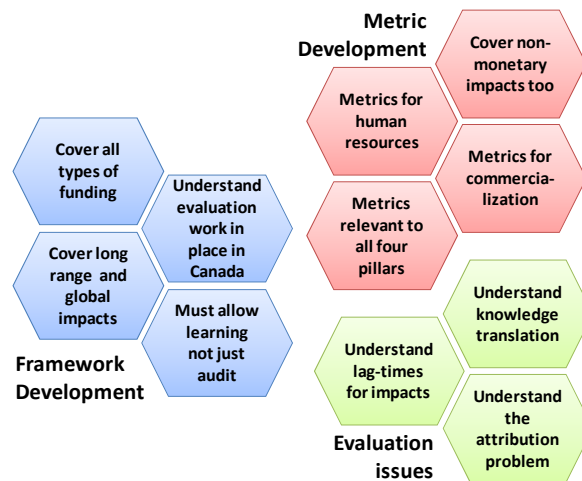 Metric
Development
Cover non-
monetary
impacts too
Metrics for
human
resources
Metrics for
commercia-
lization
Metrics
relevant to
all four
pillars
Cover all
types of
funding
Understand
evaluation
work in
place in
Canada
Cover long
range and
global
impacts
Must allow
learning
not just
audit
Framework
Development
Understand
knowledge
translation
Understand
lag-times
for impacts
Understand
the
attribution
problem
Evaluation
issues